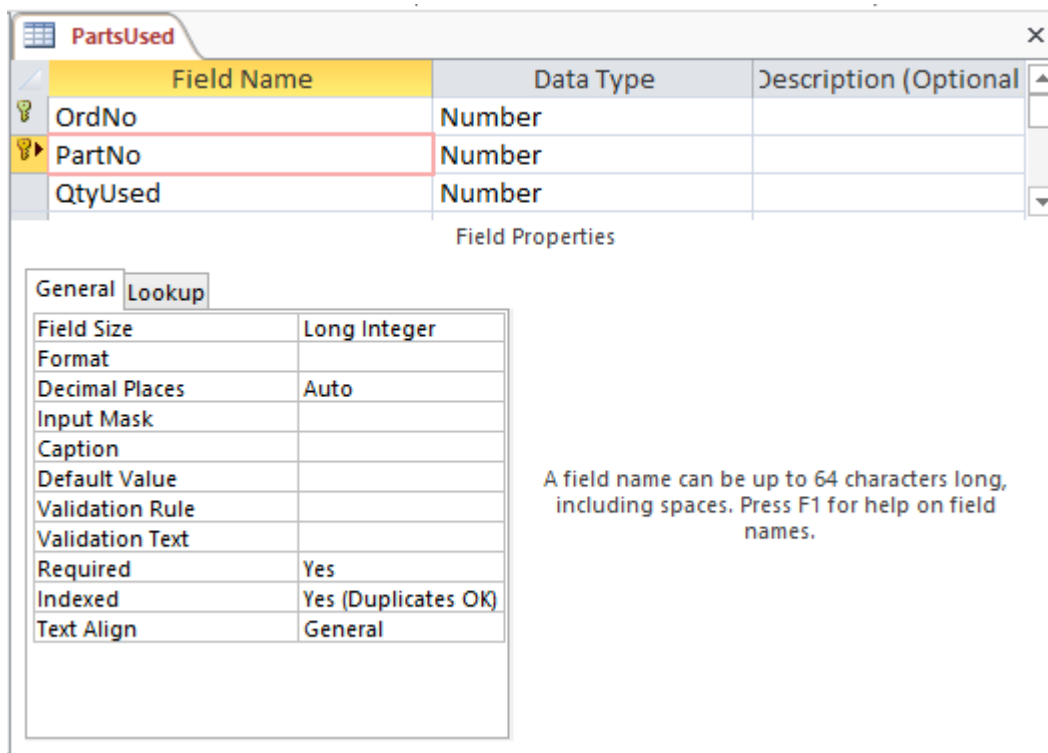 PartsUsed
Field Name Data Type Description (Optional
OrdNo Number
PartNo Number
QtyUsed Number
Field Properties
General Lookup
Field Size Long Integer
Format
Decimal Places Auto
Input Mask
Caption
Default Value
Validation Rule
Validation Text
Required Yes
Indexed Yes (Duplicates OK)
Text Align General
A field name can be up to 64 characters long,
including spaces. Press F1 for help on field
names.